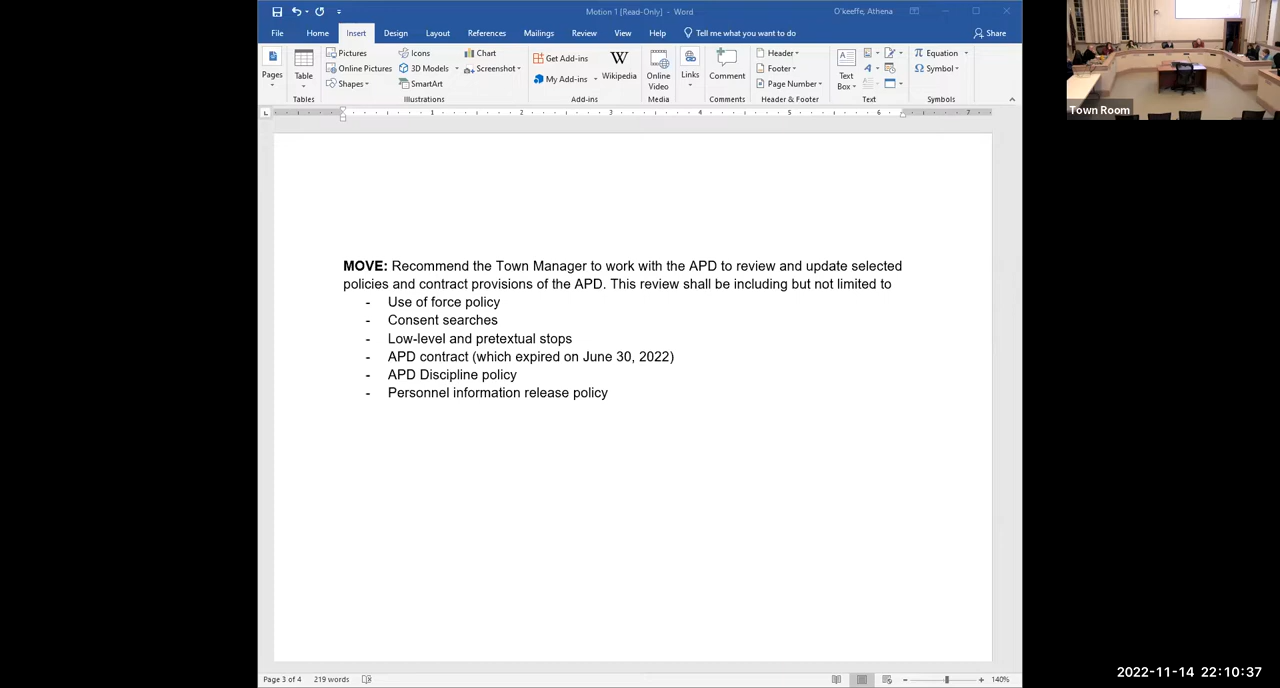 Motion 1 [Read-Only] - Word
O'keeffe, Athena
File Home Insert Design Layout References Mailings Review View Help Tell me what you want to do Share
Pages
Table
Tables
Pictures
Online Pictures
Shapes
Icons
3D Models
SmartArt
Chart
Screenshot
Illustrations
Get Add-ins
My Add-ins
Wikipedia
Add-ins
Online Video
Media
Links
Comment
Comments
Header
Footer
Page Number
Header & Footer
Text Box
Text
Equation
Symbol
Symbols
Town Room
1 2 3 4 5 6 7
MOVE: Recommend the Town Manager to work with the APD to review and update selected
policies and contract provisions of the APD. This review shall be including but not limited to
- Use of force policy
- Consent searches
- Low-level and pretextual stops
- APD contract (which expired on June 30, 2022)
- APD Discipline policy
- Personnel information release policy
Page 3 of 4 219 words
140%
2022-11-14 22:10:37